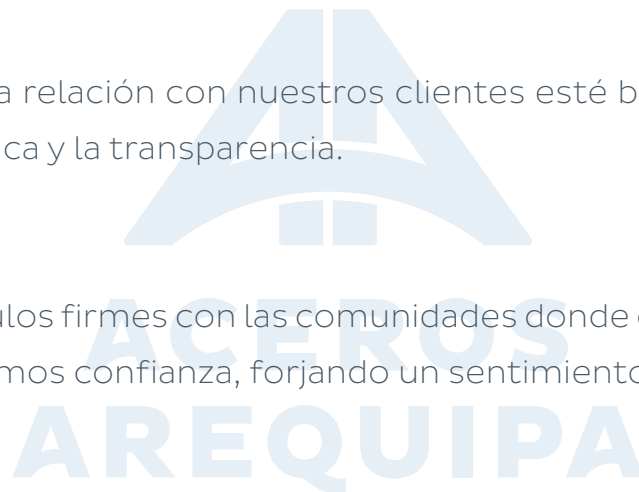 a relación con nuestros clientes esté b
ca y la transparencia.
los firmes con las comunidades donde
mos confianza, forjando un sentimiento
ACEROS
AREQUIPA